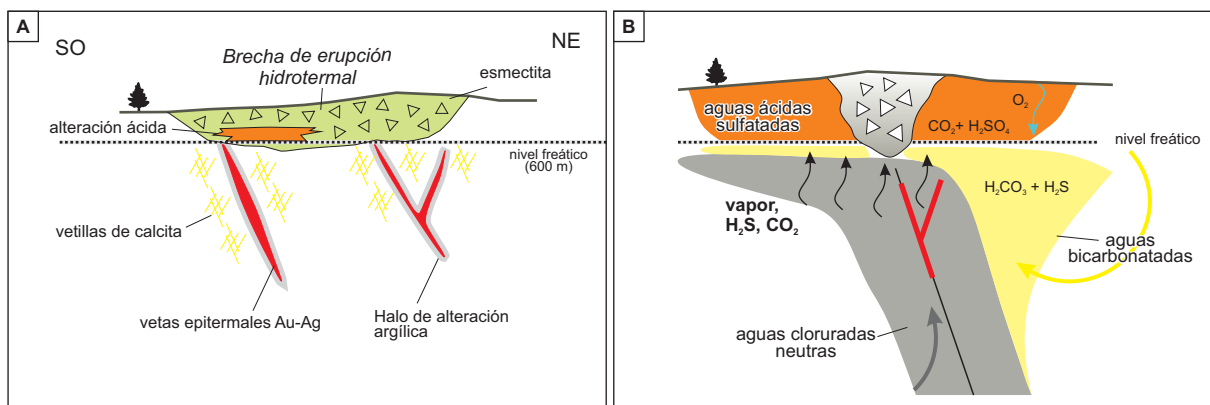 A
SO
NE
Brecha de erupción
hidrotermal
esmectita
alteración ácida
nivel freático
(600 m)
vetillas de calcita
vetas epitermales Au-Ag
Halo de alteración
argílica
B
aguas ácidas
sulfatadas
O₂
CO₂+ H₂SO₄
nivel freático
H₂CO₃ + H₂S
vapor,
H₂S, CO₂
aguas
bicarbonatadas
aguas cloruradas
neutras